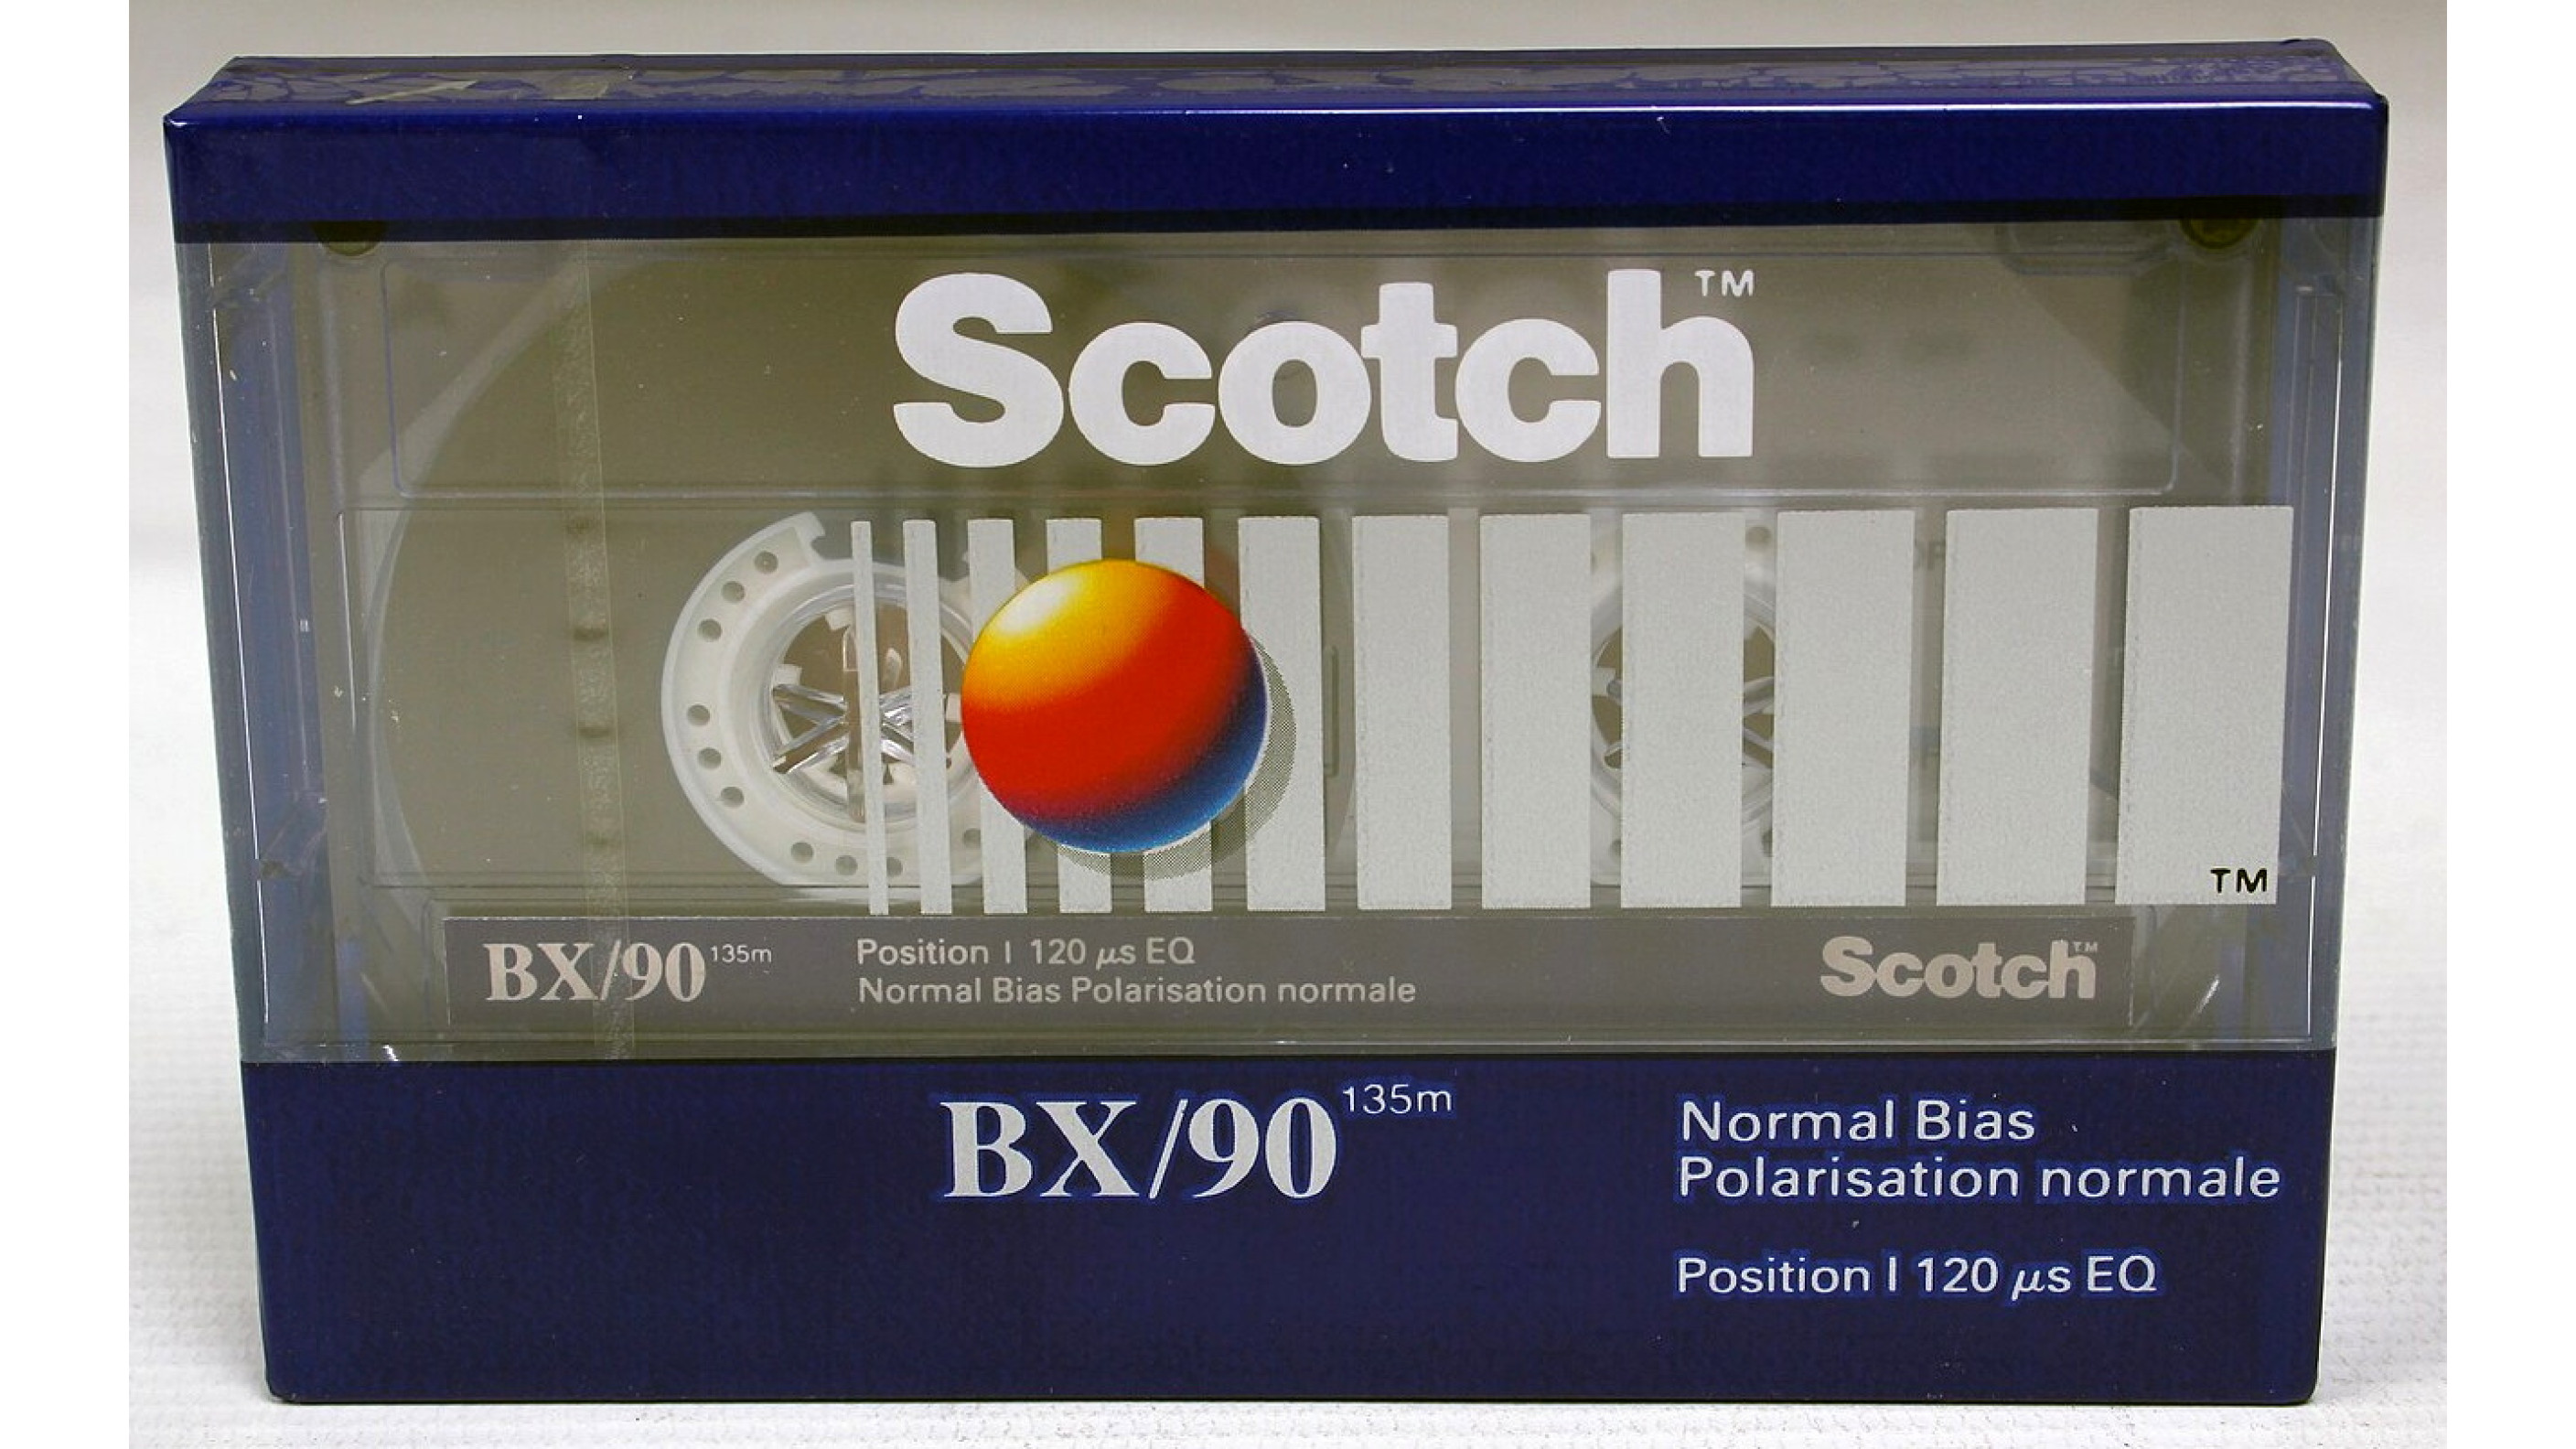 Scotch™
TM
BX/90 135m
Position I 120 µs EQ
Normal Bias Polarisation normale
Scotch™
BX/90 135m
Normal Bias
Polarisation normale
Position I 120 µs EQ